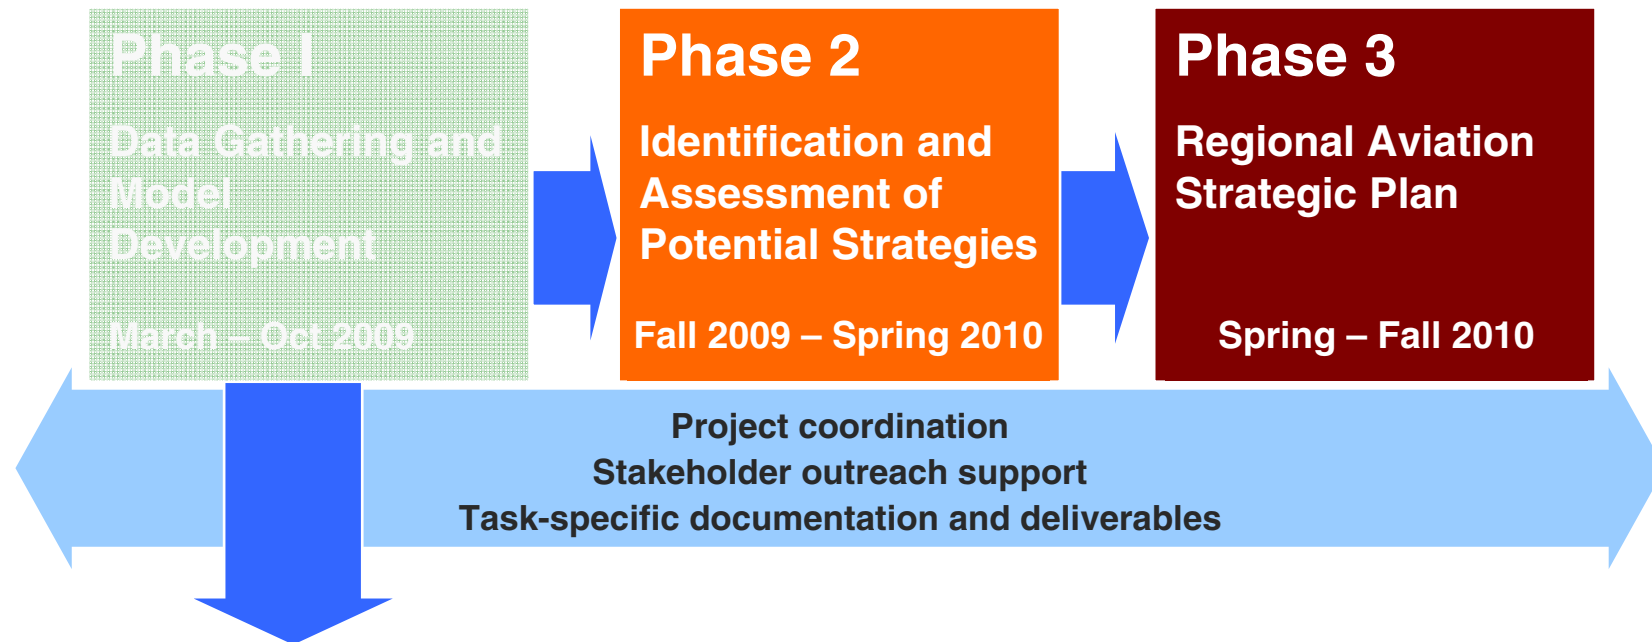 Phase I
Data Gathering and
Model
Development
March – Oct 2009
Phase 2
Identification and
Assessment of
Potential Strategies
Fall 2009 – Spring 2010
Phase 3
Regional Aviation
Strategic Plan
Spring – Fall 2010
Project coordination
Stakeholder outreach support
Task-specific documentation and deliverables